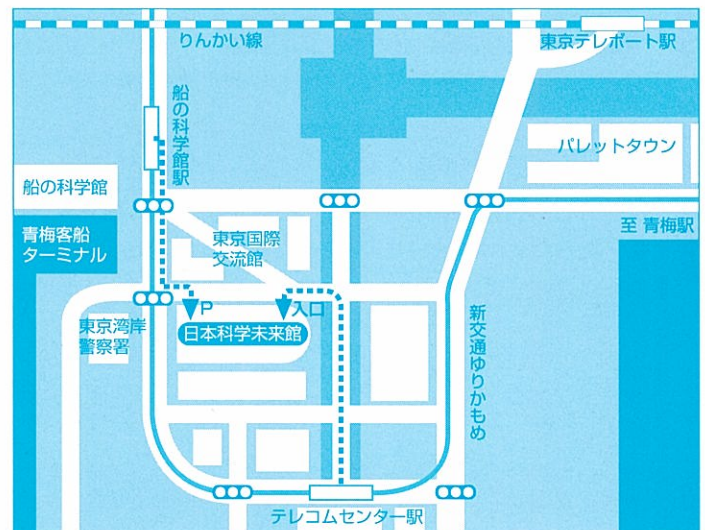 りんかい線
東京テレポート駅
船の科学館駅
パレットタウン
船の科学館
青梅客船
ターミナル
東京国際
交流館
至 青梅駅
P
入口
日本科学未来館
東京湾岸
警察署
新交通ゆりかもめ
テレコムセンター駅